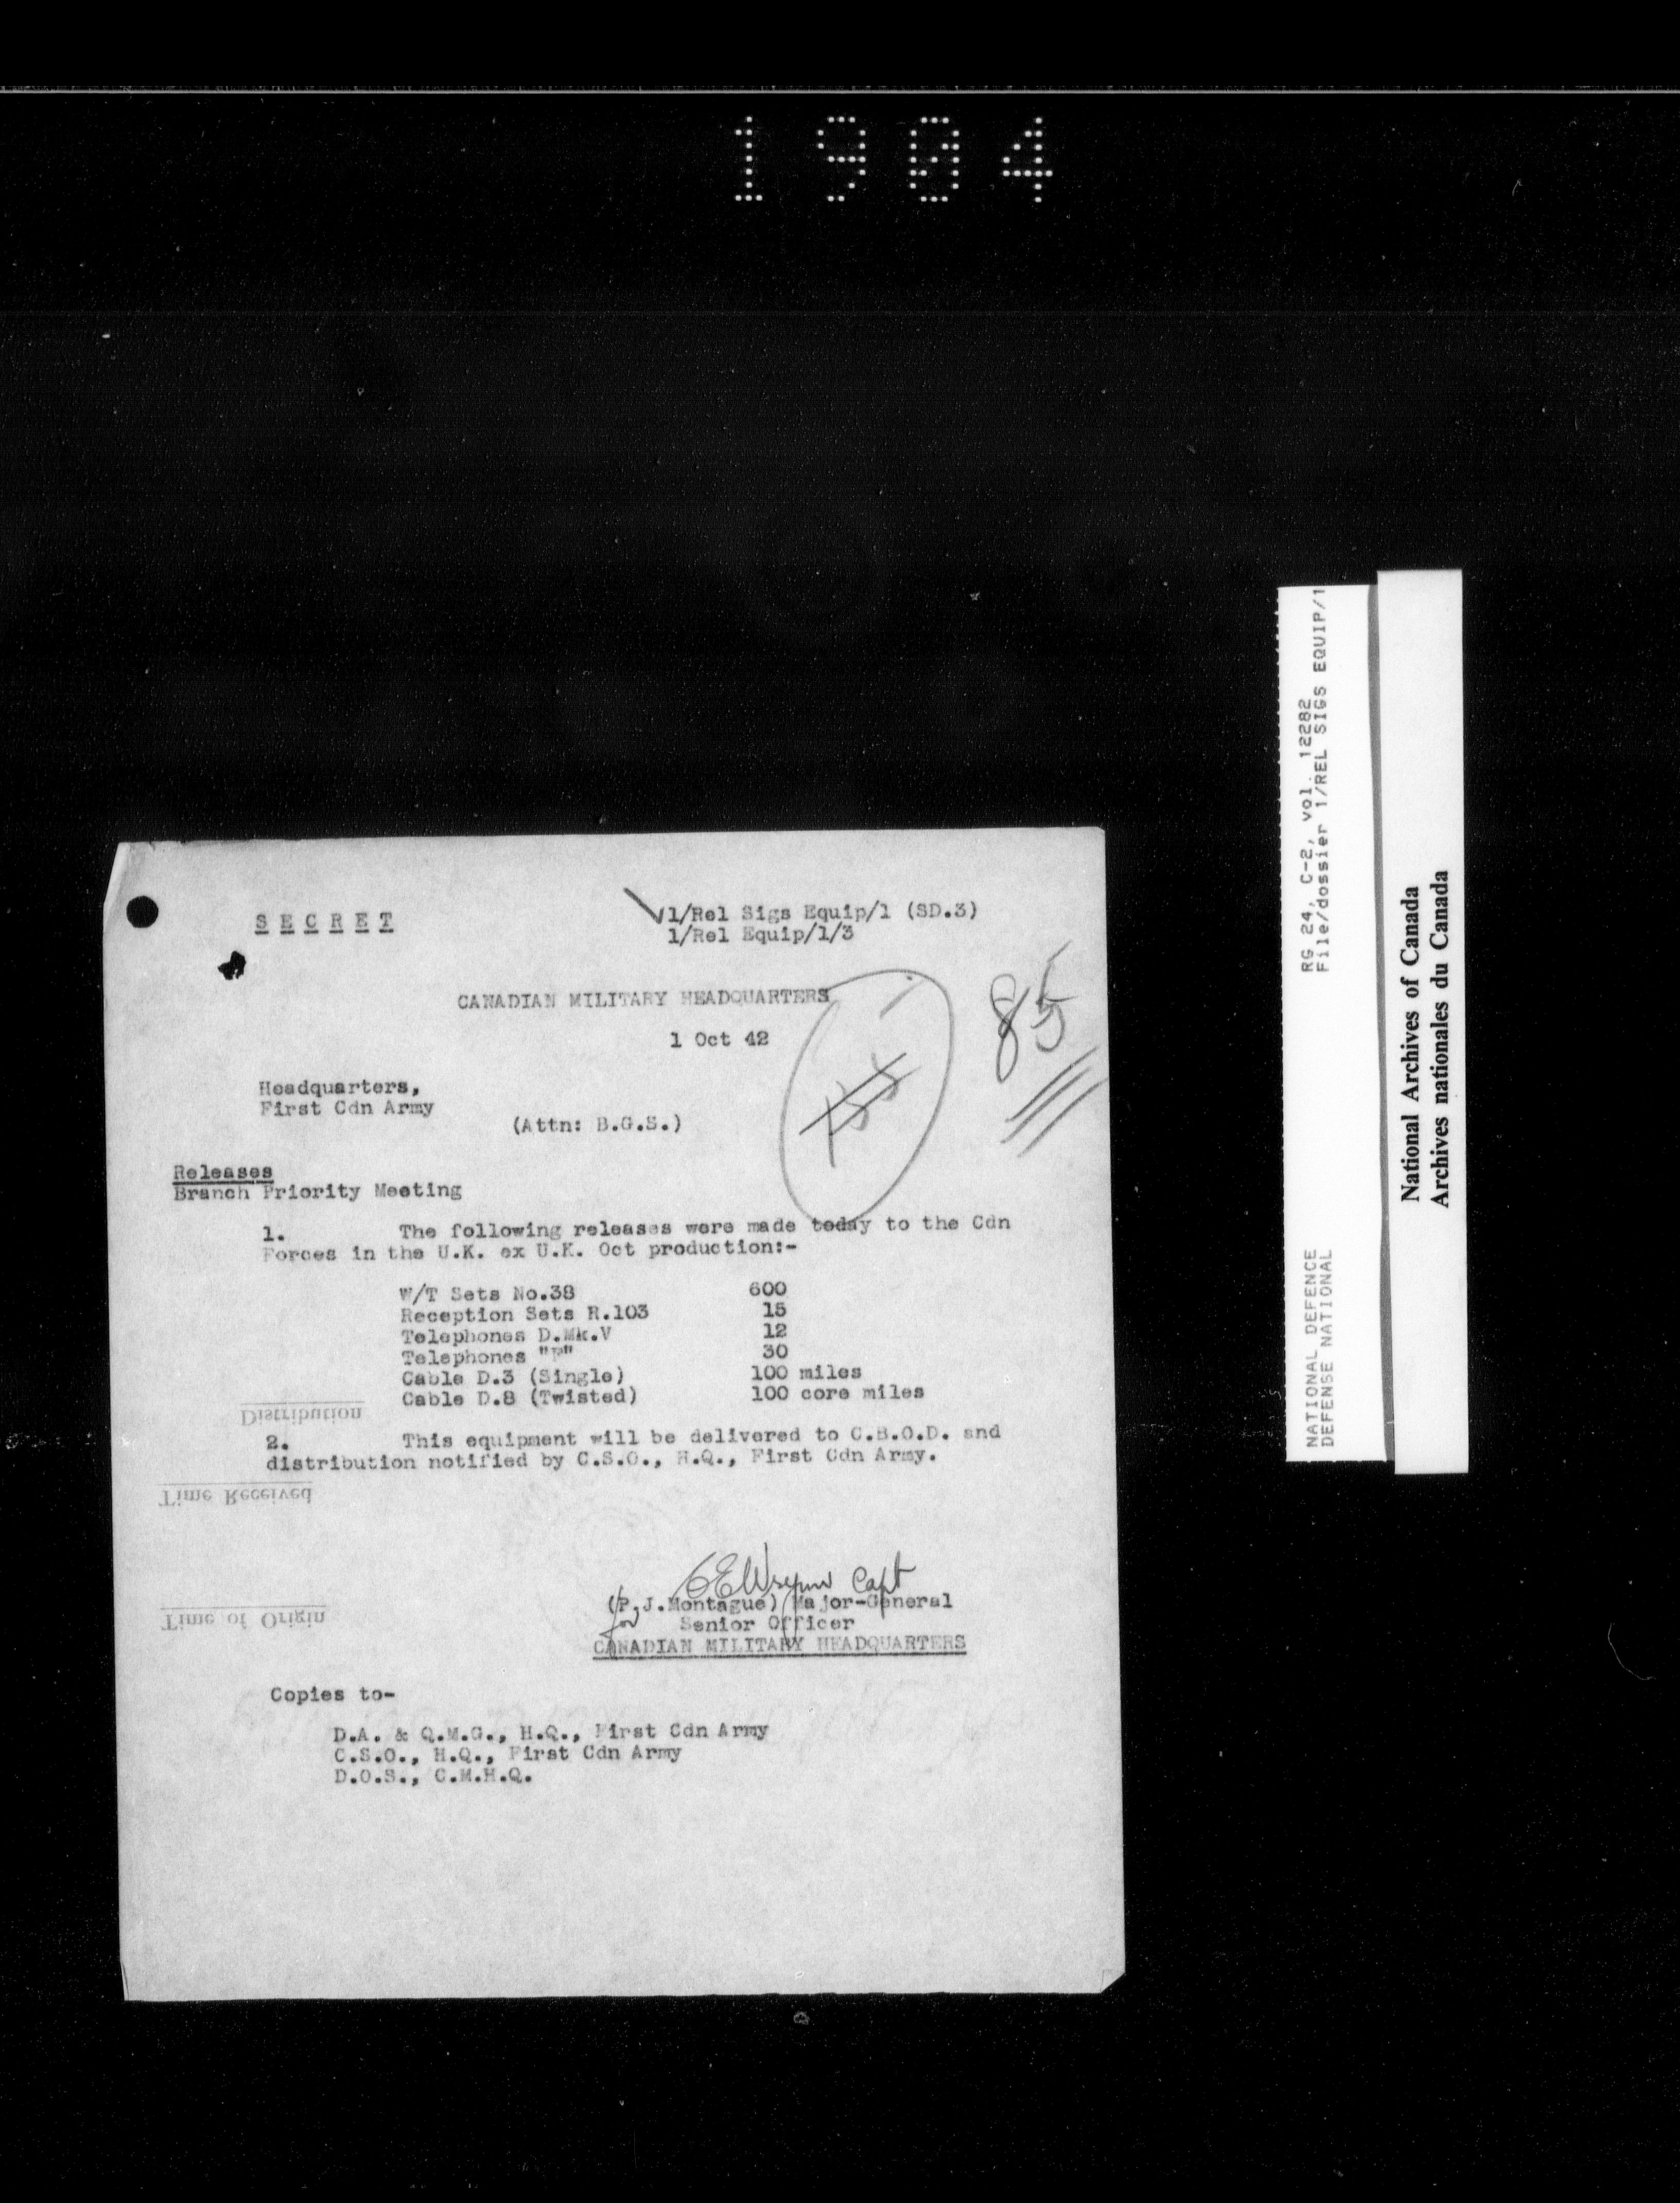 1904
S E C R E T
1/Rel Sigs Equip/1 (SD.3)
1/Rel Equip/1/3
CANADIAN MILITARY HEADQUARTERS
1 Oct 42
85
Headquarters,
First Cdn Army
(Attn: B.G.S.)
Releases
Branch Priority Meeting
1. The following releases were made today to the Cdn
Forces in the U.K. ex U.K. Oct production:-
W/T Sets No.38 600
Reception Sets R.103 15
Telephones D.Mk.V 12
Telephones "F" 30
Cable D.3 (Single) 100 miles
Cable D.8 (Twisted) 100 core miles
Distribution
2. This equipment will be delivered to C.B.O.D. and
distribution notified by C.S.O., H.Q., First Cdn Army.
Time Received
Capt
(P.J.Montague) Major-General
for Senior Officer
CANADIAN MILITARY HEADQUARTERS
Time of Origin
Copies to-
D.A. & Q.M.G., H.Q., First Cdn Army
C.S.O., H.Q., First Cdn Army
D.O.S., C.M.H.Q.
NATIONAL DEFENCE RG 24, C-2, vol. 12282
DEFENSE NATIONAL File/dossier 1/REL SIGS EQUIP/1
National Archives of Canada
Archives nationales du Canada